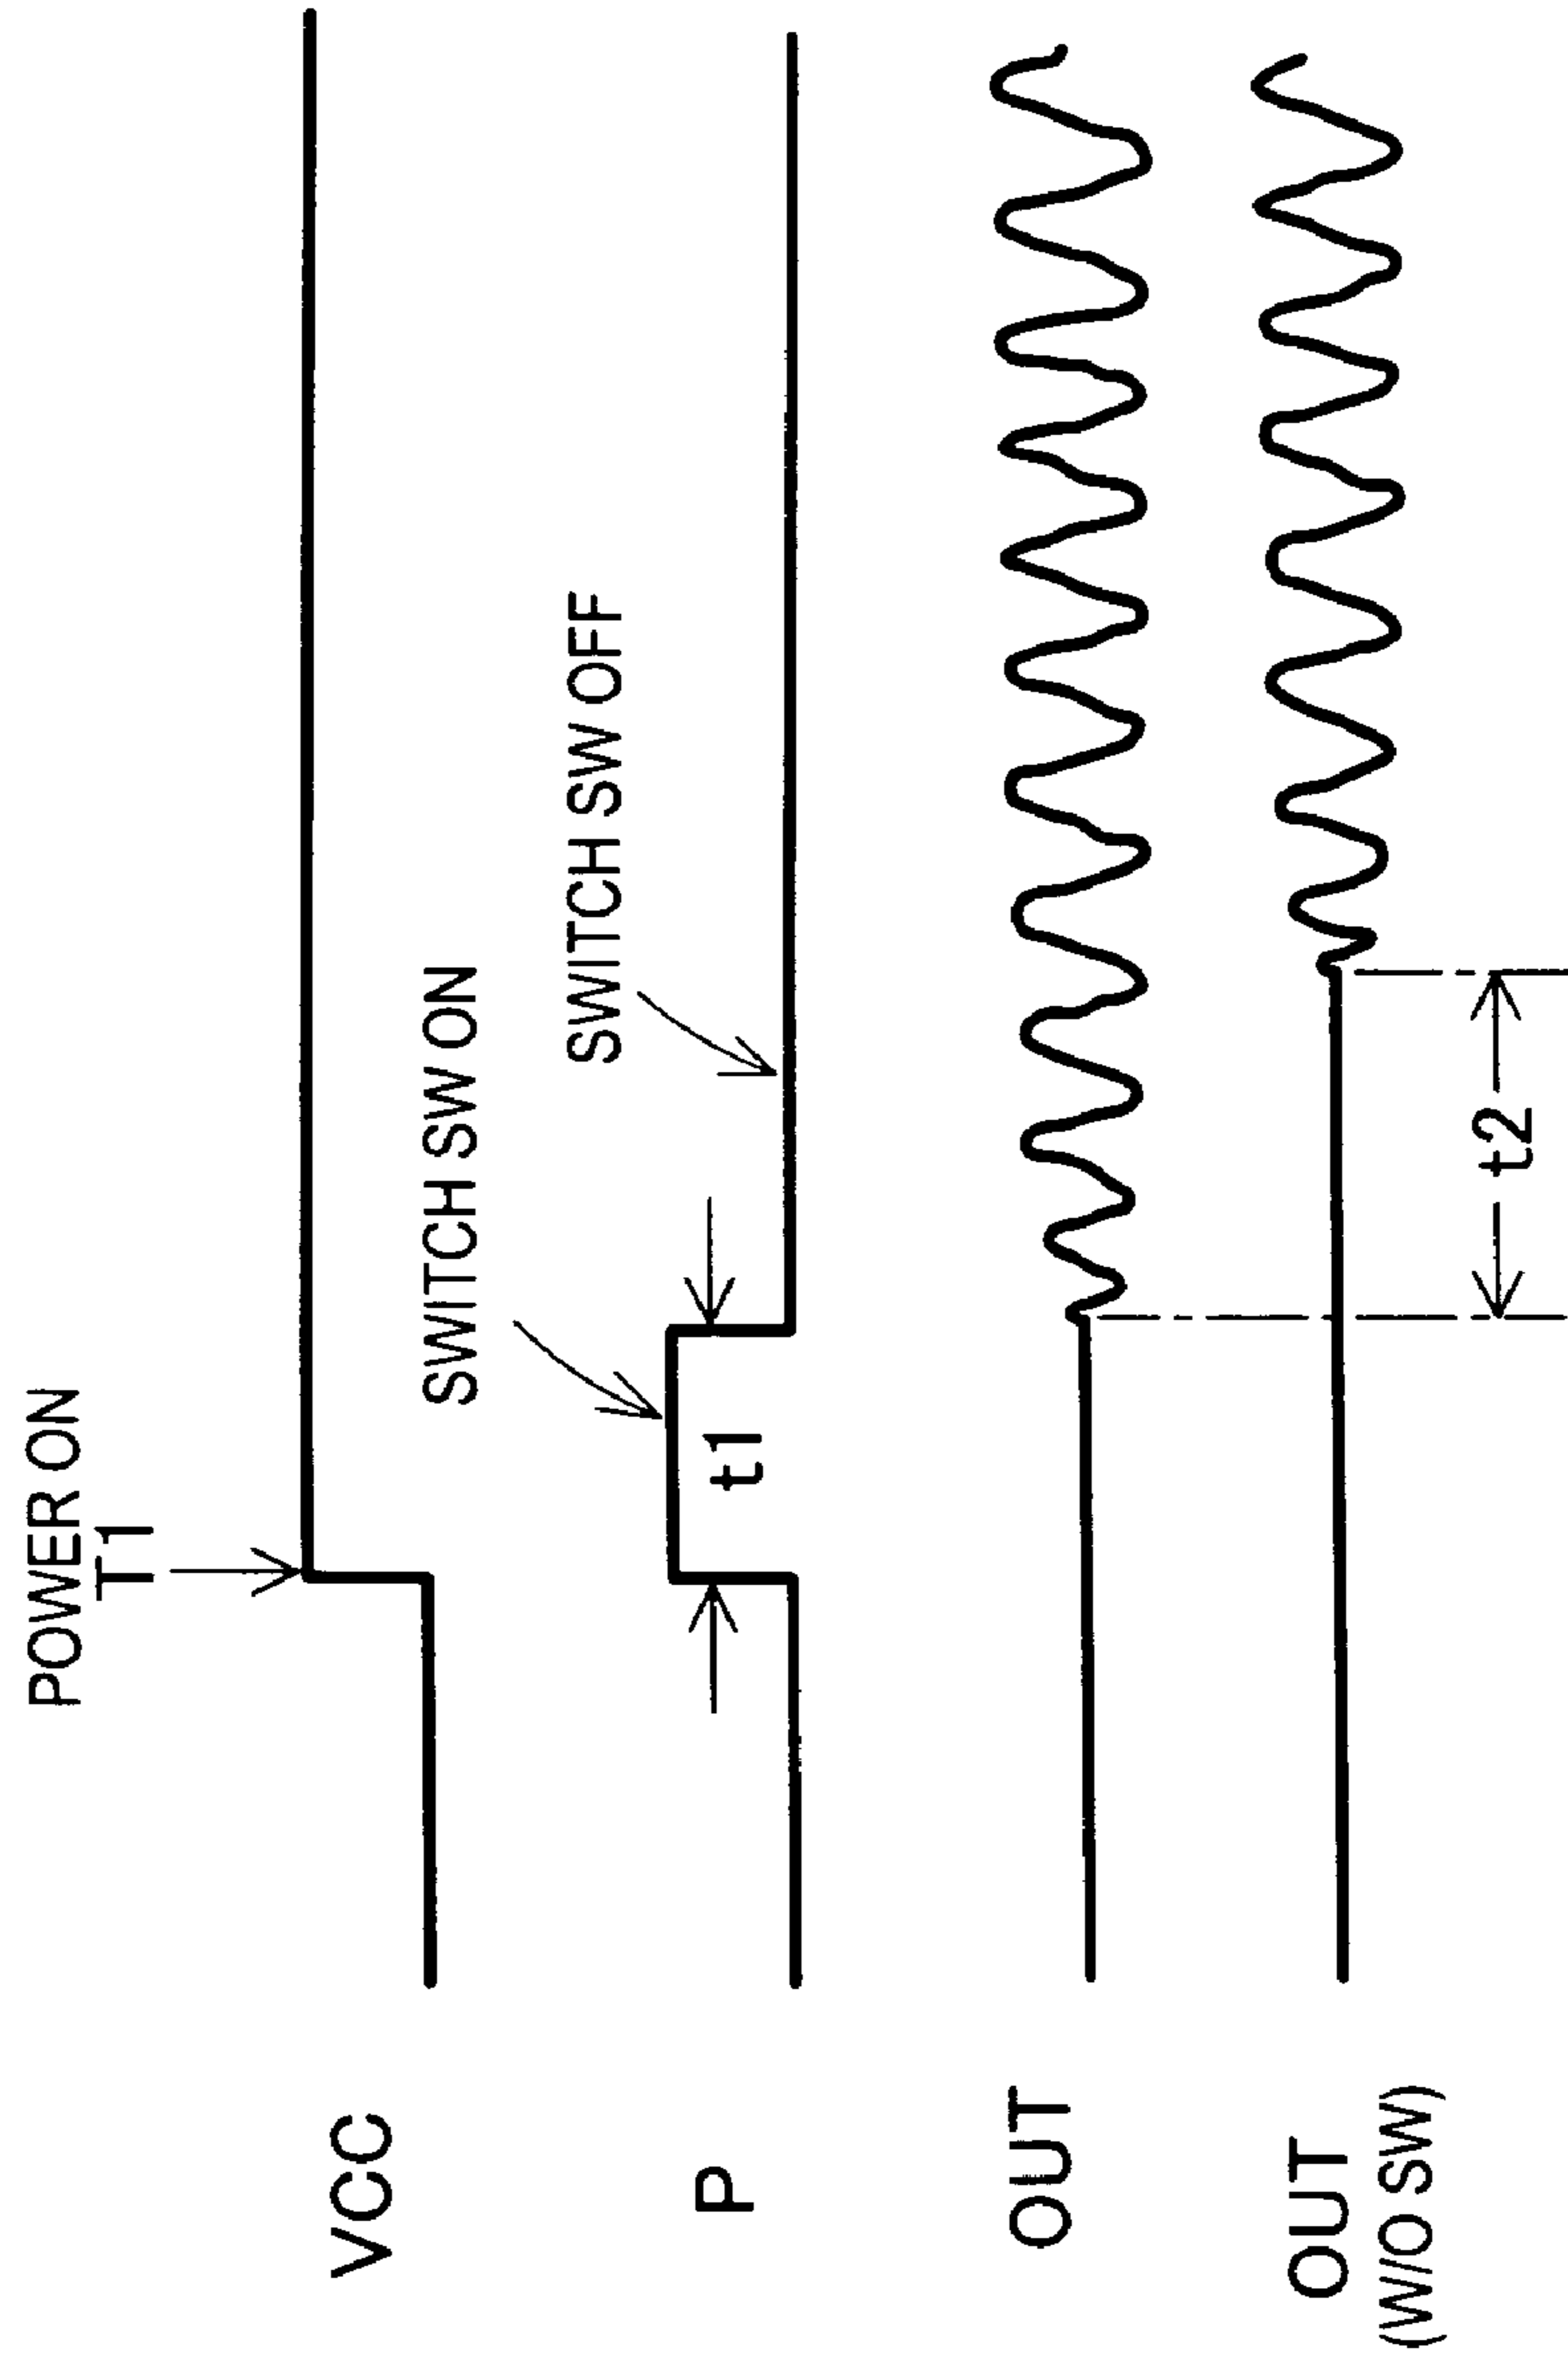 POWER ON
T1
VCC
SWITCH SW ON
SWITCH SW OFF
P
t1
OUT
OUT
(W/O SW)
t2